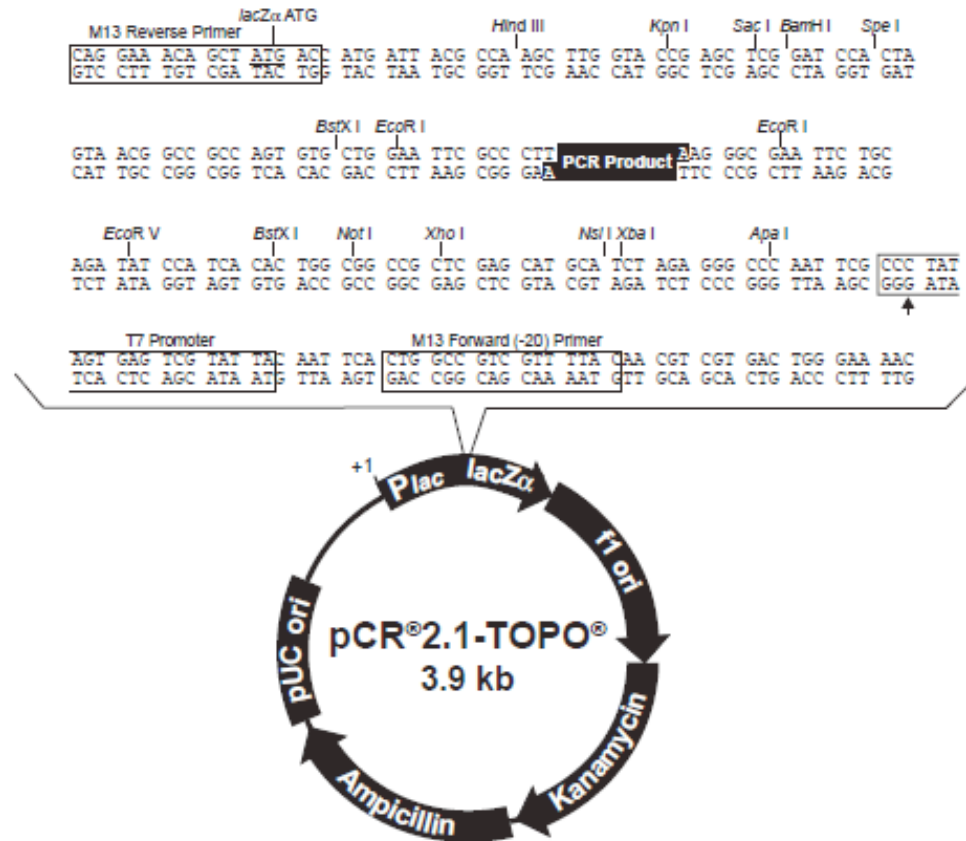 lacZα ATG
M13 Reverse Primer
Hind III Kpn I Sac I BamH I Spe I
CAG GAA ACA GCT ATG AC CATG ATT ACG CCA AGC TTG GTA CCG AGC TCG GAT CCA CTA
GTC CTT TGT CGA TAC TG GTAC TAA TGC GGT TCG AAC CAT GGC TCG AGC CTA GGT GAT
BstX I EcoR I EcoR I
GTA ACG GCC GCC AGT GTG CTG GAA TTC GCC CTT PCR Product AAG GGC GAA TTC TGC
CAT TGC CGG CGG TCA CAC GAC CTT AAG CGG GAA TTC CCG CTT AAG ACG
EcoR V BstX I Not I Xho I Nsi I Xba I Apa I
AGA TAT CCA TCA CAC TGG CGG CCG CTC GAG CAT GCA TCT AGA GGG CCC AAT TCG CCC TAT
TCT ATA GGT AGT GTG ACC GCC GGC GAG CTC GTA CGT AGA TCT CCC GGG TTA AGC GGG ATA
T7 Promoter M13 Forward (-20) Primer
AGT GAG TCG TAT TAC AAT TCA CTG GCC GTC GTT TTA CAA CGT CGT GAC TGG GAA AAC
TCA CTC AGC ATA ATG TTA AGT GAC CGG CAG CAA AAT GTT GCA GCA CTG ACC CTT TTG
+1
Plac lacZα
f1 ori
Kanamycin
Ampicillin
pUC ori
pCR®2.1-TOPO®
3.9 kb